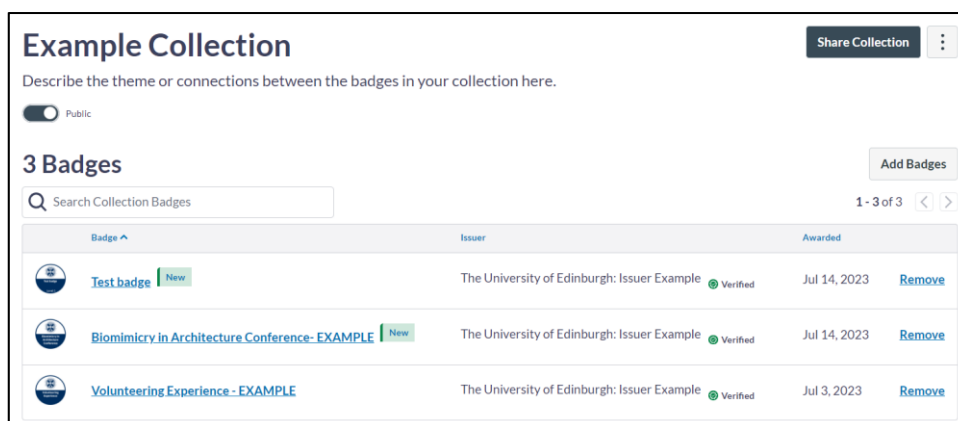 Example Collection
Share Collection
Describe the theme or connections between the badges in your collection here.
Public
3 Badges
Add Badges
Search Collection Badges
1 - 3 of 3
Badge Issuer Awarded
Test badge New The University of Edinburgh: Issuer Example Verified Jul 14, 2023 Remove
Biomimicry in Architecture Conference- EXAMPLE New The University of Edinburgh: Issuer Example Verified Jul 14, 2023 Remove
Volunteering Experience - EXAMPLE The University of Edinburgh: Issuer Example Verified Jul 3, 2023 Remove